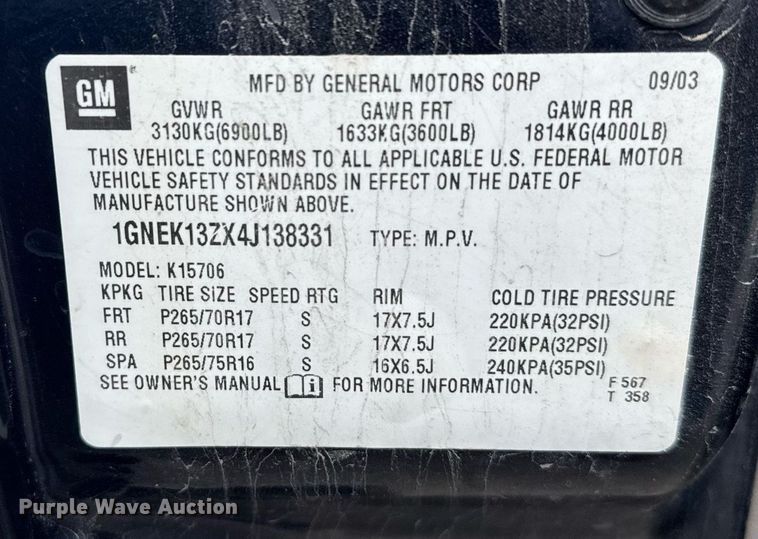 GM
MFD BY GENERAL MOTORS CORP 09/03
GVWR GAWR FRT GAWR RR
3130KG(6900LB) 1633KG(3600LB) 1814KG(4000LB)
THIS VEHICLE CONFORMS TO ALL APPLICABLE U.S. FEDERAL MOTOR
VEHICLE SAFETY STANDARDS IN EFFECT ON THE DATE OF
MANUFACTURE SHOWN ABOVE.
1GNEK13ZX4J138331 TYPE: M.P.V.
MODEL: K15706
KPKG TIRE SIZE SPEED RTG RIM COLD TIRE PRESSURE
FRT P265/70R17 S 17X7.5J 220KPA(32PSI)
RR P265/70R17 S 17X7.5J 220KPA(32PSI)
SPA P265/75R16 S 16X6.5J 240KPA(35PSI)
SEE OWNER'S MANUAL i FOR MORE INFORMATION.
F 567
T 358
Purple Wave Auction